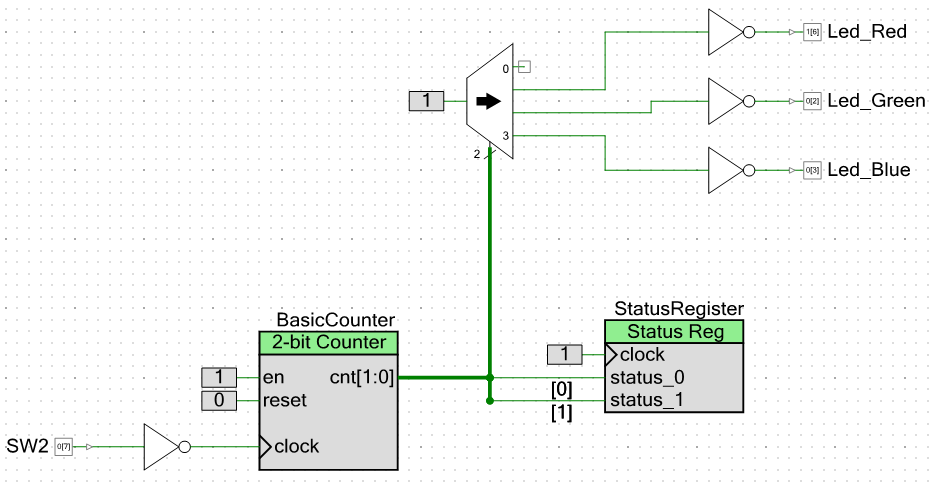 1[6] Led_Red
0
1
0[2] Led_Green
3
2
0[3] Led_Blue
BasicCounter
2-bit Counter
1 en cnt[1:0]
0 reset
SW2 0[7] clock
StatusRegister
Status Reg
1 clock
status_0
[0]
status_1
[1]